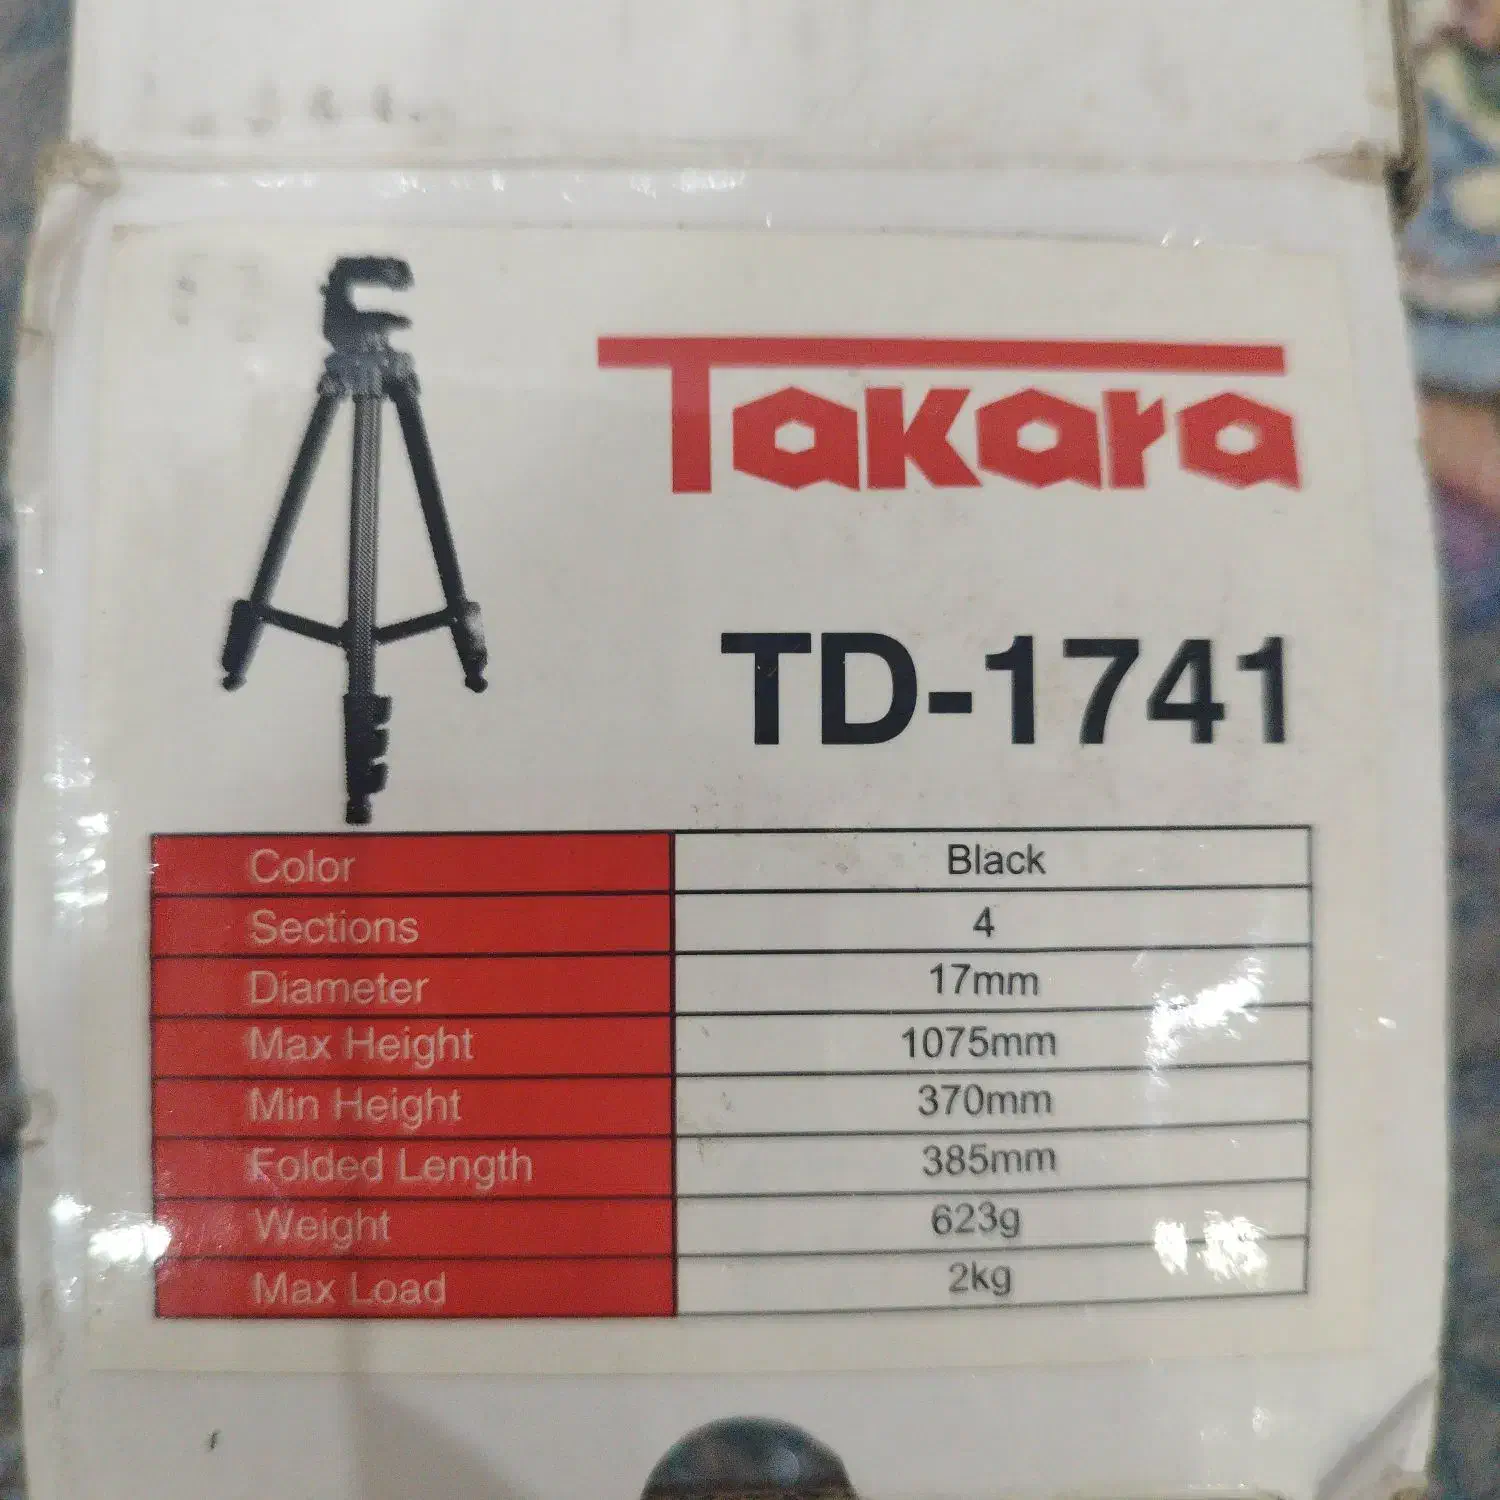 Takara
TD-1741
Color Black
Sections 4
Diameter 17mm
Max Height 1075mm
Min Height 370mm
Folded Length 385mm
Weight 623g
Max Load 2kg